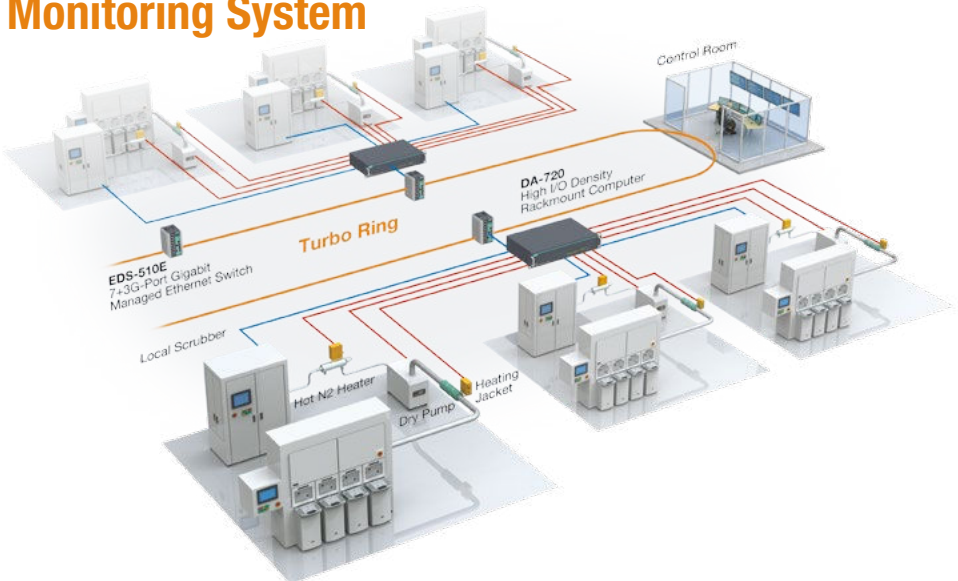 Monitoring System
Control Room
DA-720
High I/O Density
Rackmount Computer
Turbo Ring
EDS-510E
7+3G-Port Gigabit
Managed Ethernet Switch
Local Scrubber
Hot N2 Heater
Dry Pump
Heating
Jacket